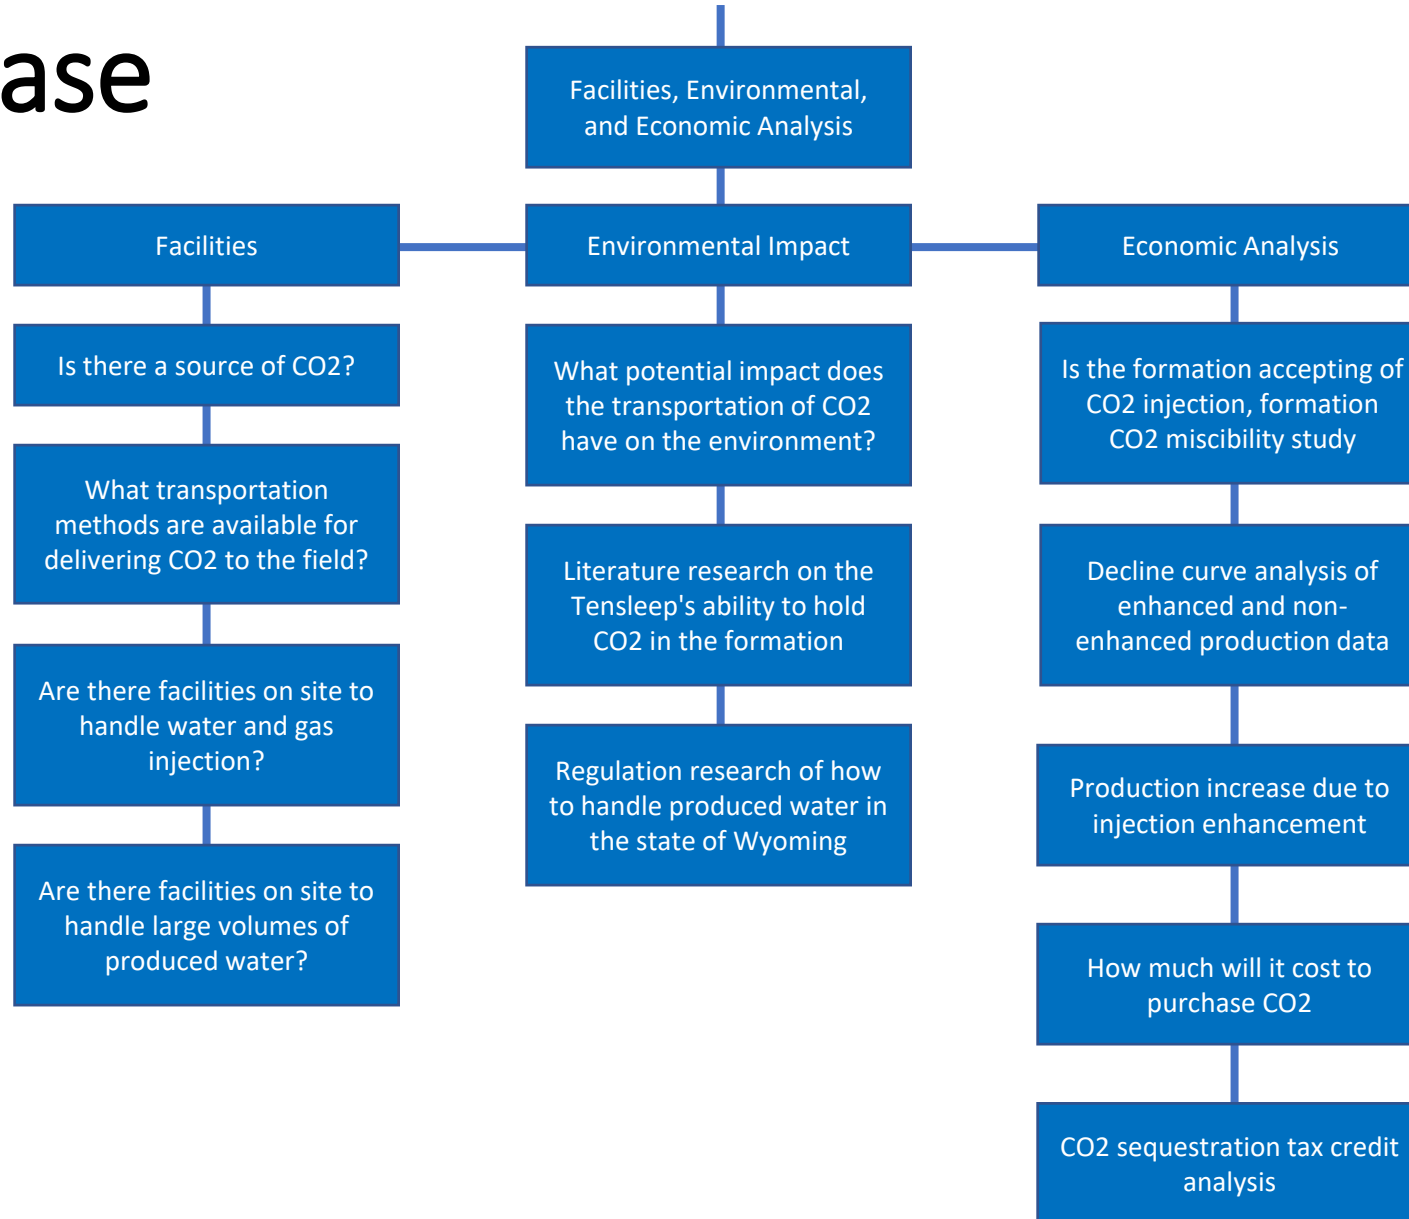 ase
Facilities, Environmental,
and Economic Analysis
Facilities
Environmental Impact
Economic Analysis
Is there a source of CO2?
What transportation
methods are available for
delivering CO2 to the field?
Are there facilities on site to
handle water and gas
injection?
Are there facilities on site to
handle large volumes of
produced water?
What potential impact does
the transportation of CO2
have on the environment?
Literature research on the
Tensleep's ability to hold
CO2 in the formation
Regulation research of how
to handle produced water in
the state of Wyoming
Is the formation accepting of
CO2 injection, formation
CO2 miscibility study
Decline curve analysis of
enhanced and non-
enhanced production data
Production increase due to
injection enhancement
How much will it cost to
purchase CO2
CO2 sequestration tax credit
analysis